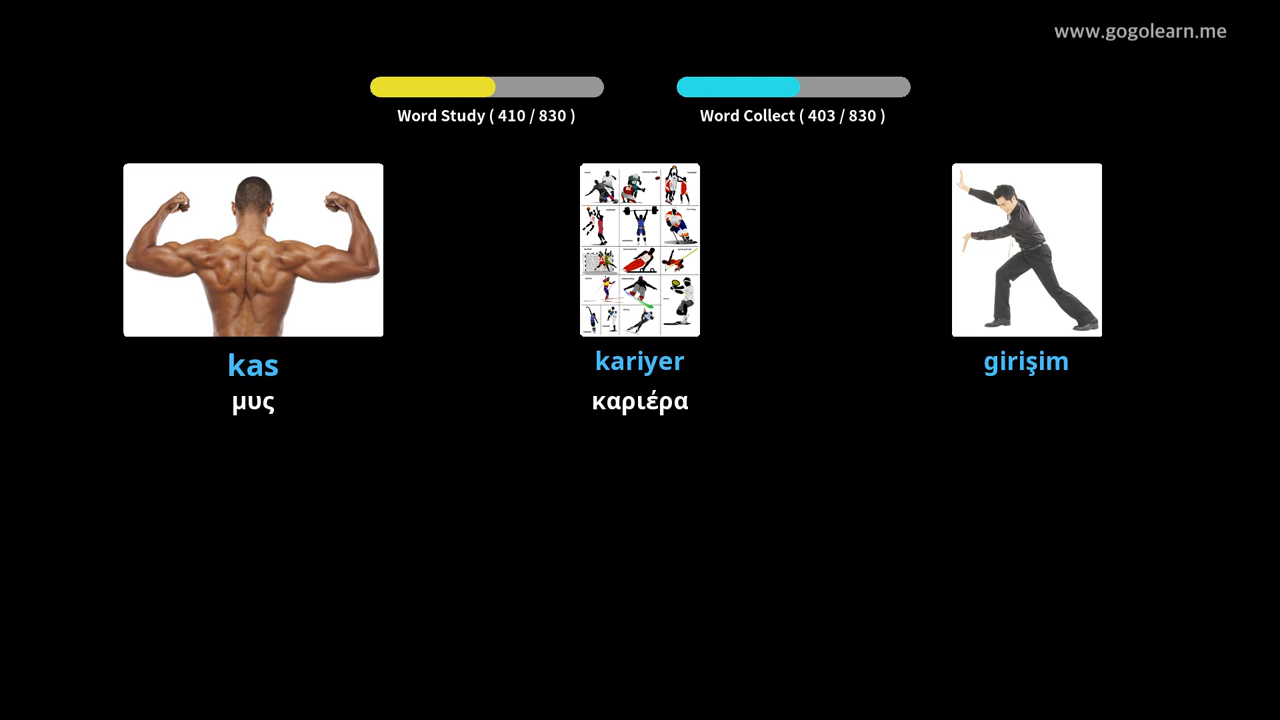 www.gogolearn.me
Word Study ( 410 / 830 )
Word Collect ( 403 / 830 )
kas
kariyer
girişim
μυς
καριέρα